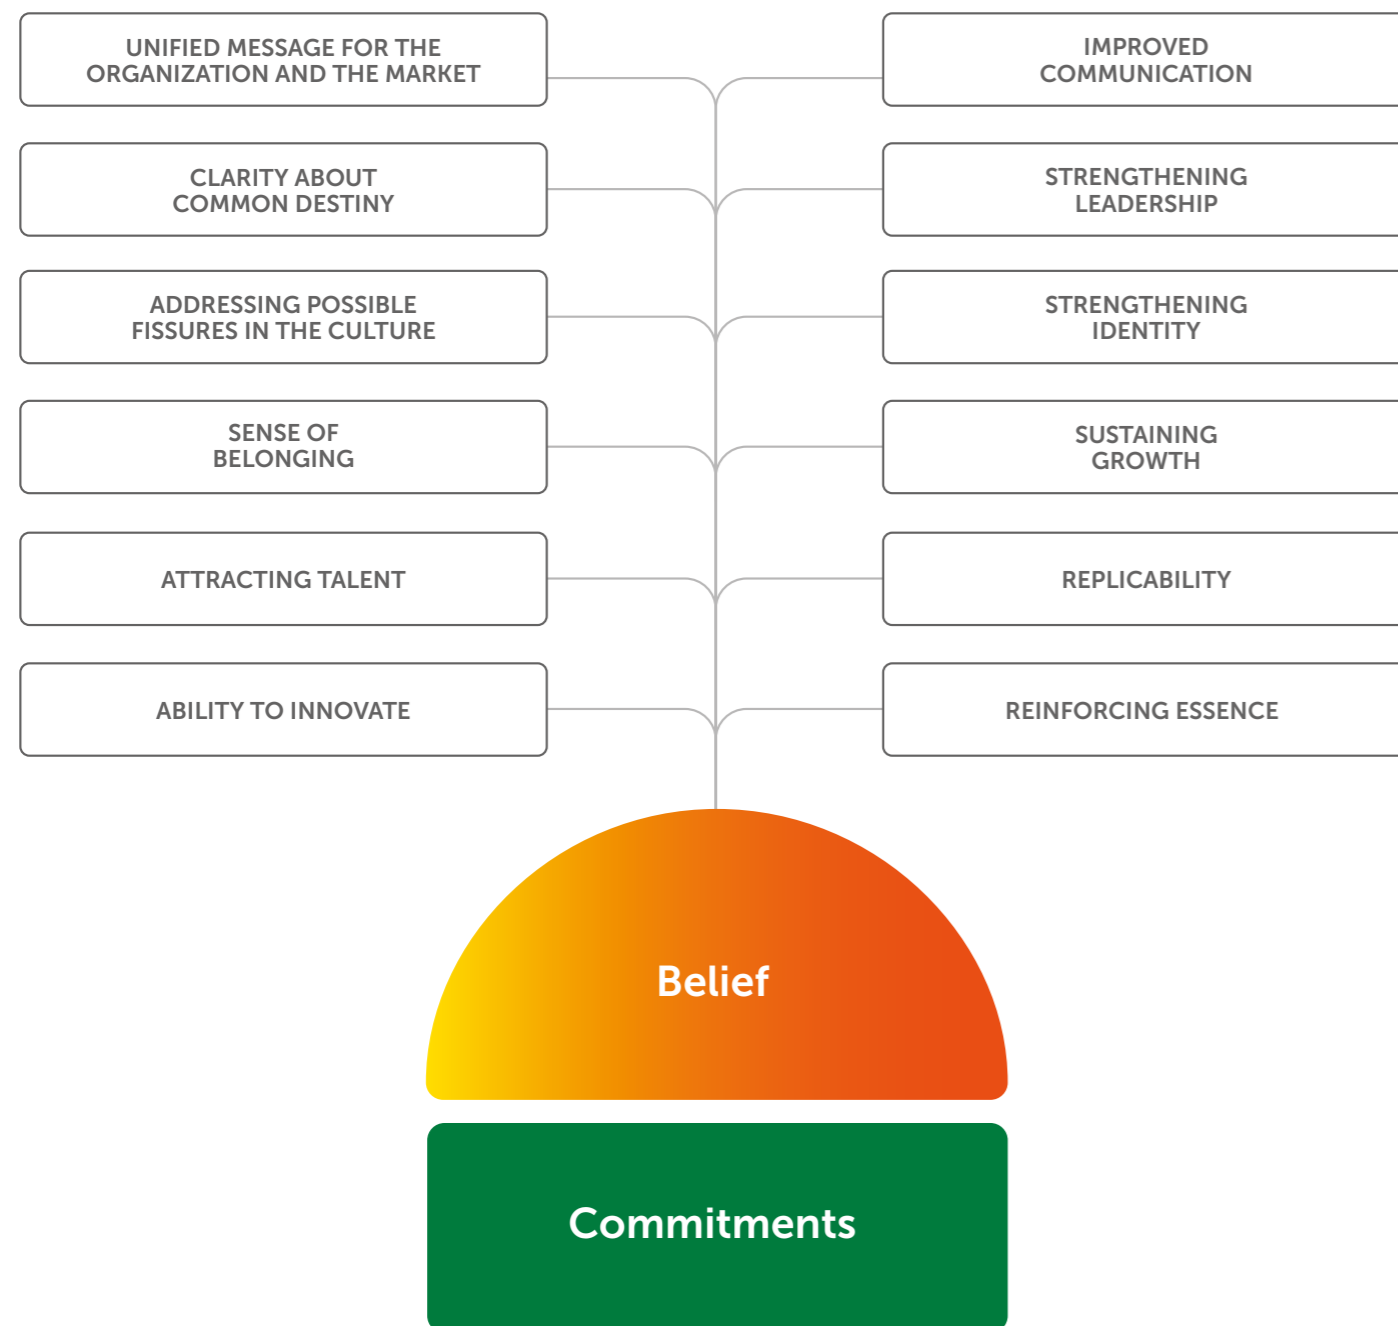 UNIFIED MESSAGE FOR THE
ORGANIZATION AND THE MARKET
IMPROVED
COMMUNICATION
CLARITY ABOUT
COMMON DESTINY
STRENGTHENING
LEADERSHIP
ADDRESSING POSSIBLE
FISSURES IN THE CULTURE
STRENGTHENING
IDENTITY
SENSE OF
BELONGING
SUSTAINING
GROWTH
ATTRACTING TALENT
REPLICABILITY
ABILITY TO INNOVATE
REINFORCING ESSENCE
Belief
Commitments